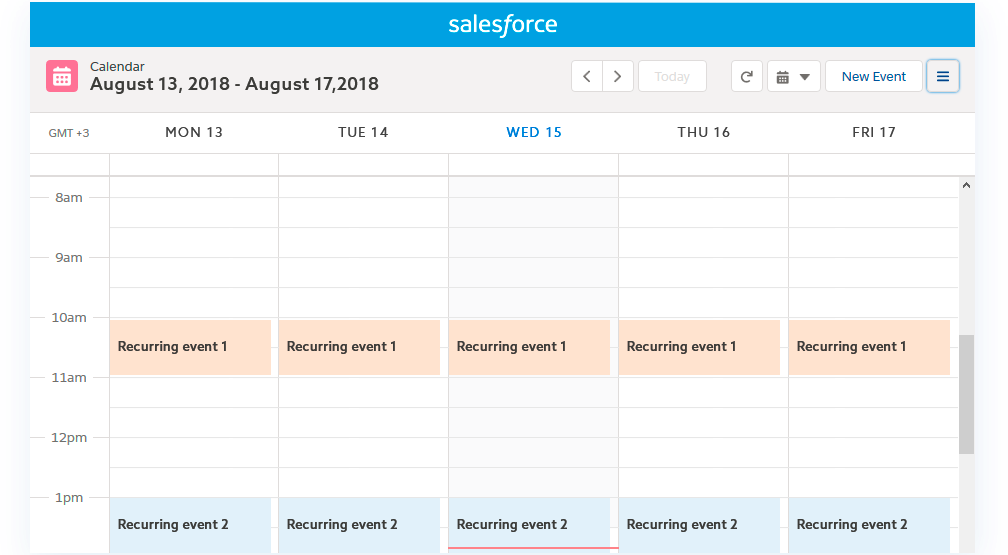 salesforce
Calendar
August 13, 2018 - August 17,2018
Today
New Event
GMT +3 MON 13 TUE 14 WED 15 THU 16 FRI 17
8am
9am
10am
Recurring event 1 Recurring event 1 Recurring event 1 Recurring event 1 Recurring event 1
11am
12pm
1pm
Recurring event 2 Recurring event 2 Recurring event 2 Recurring event 2 Recurring event 2